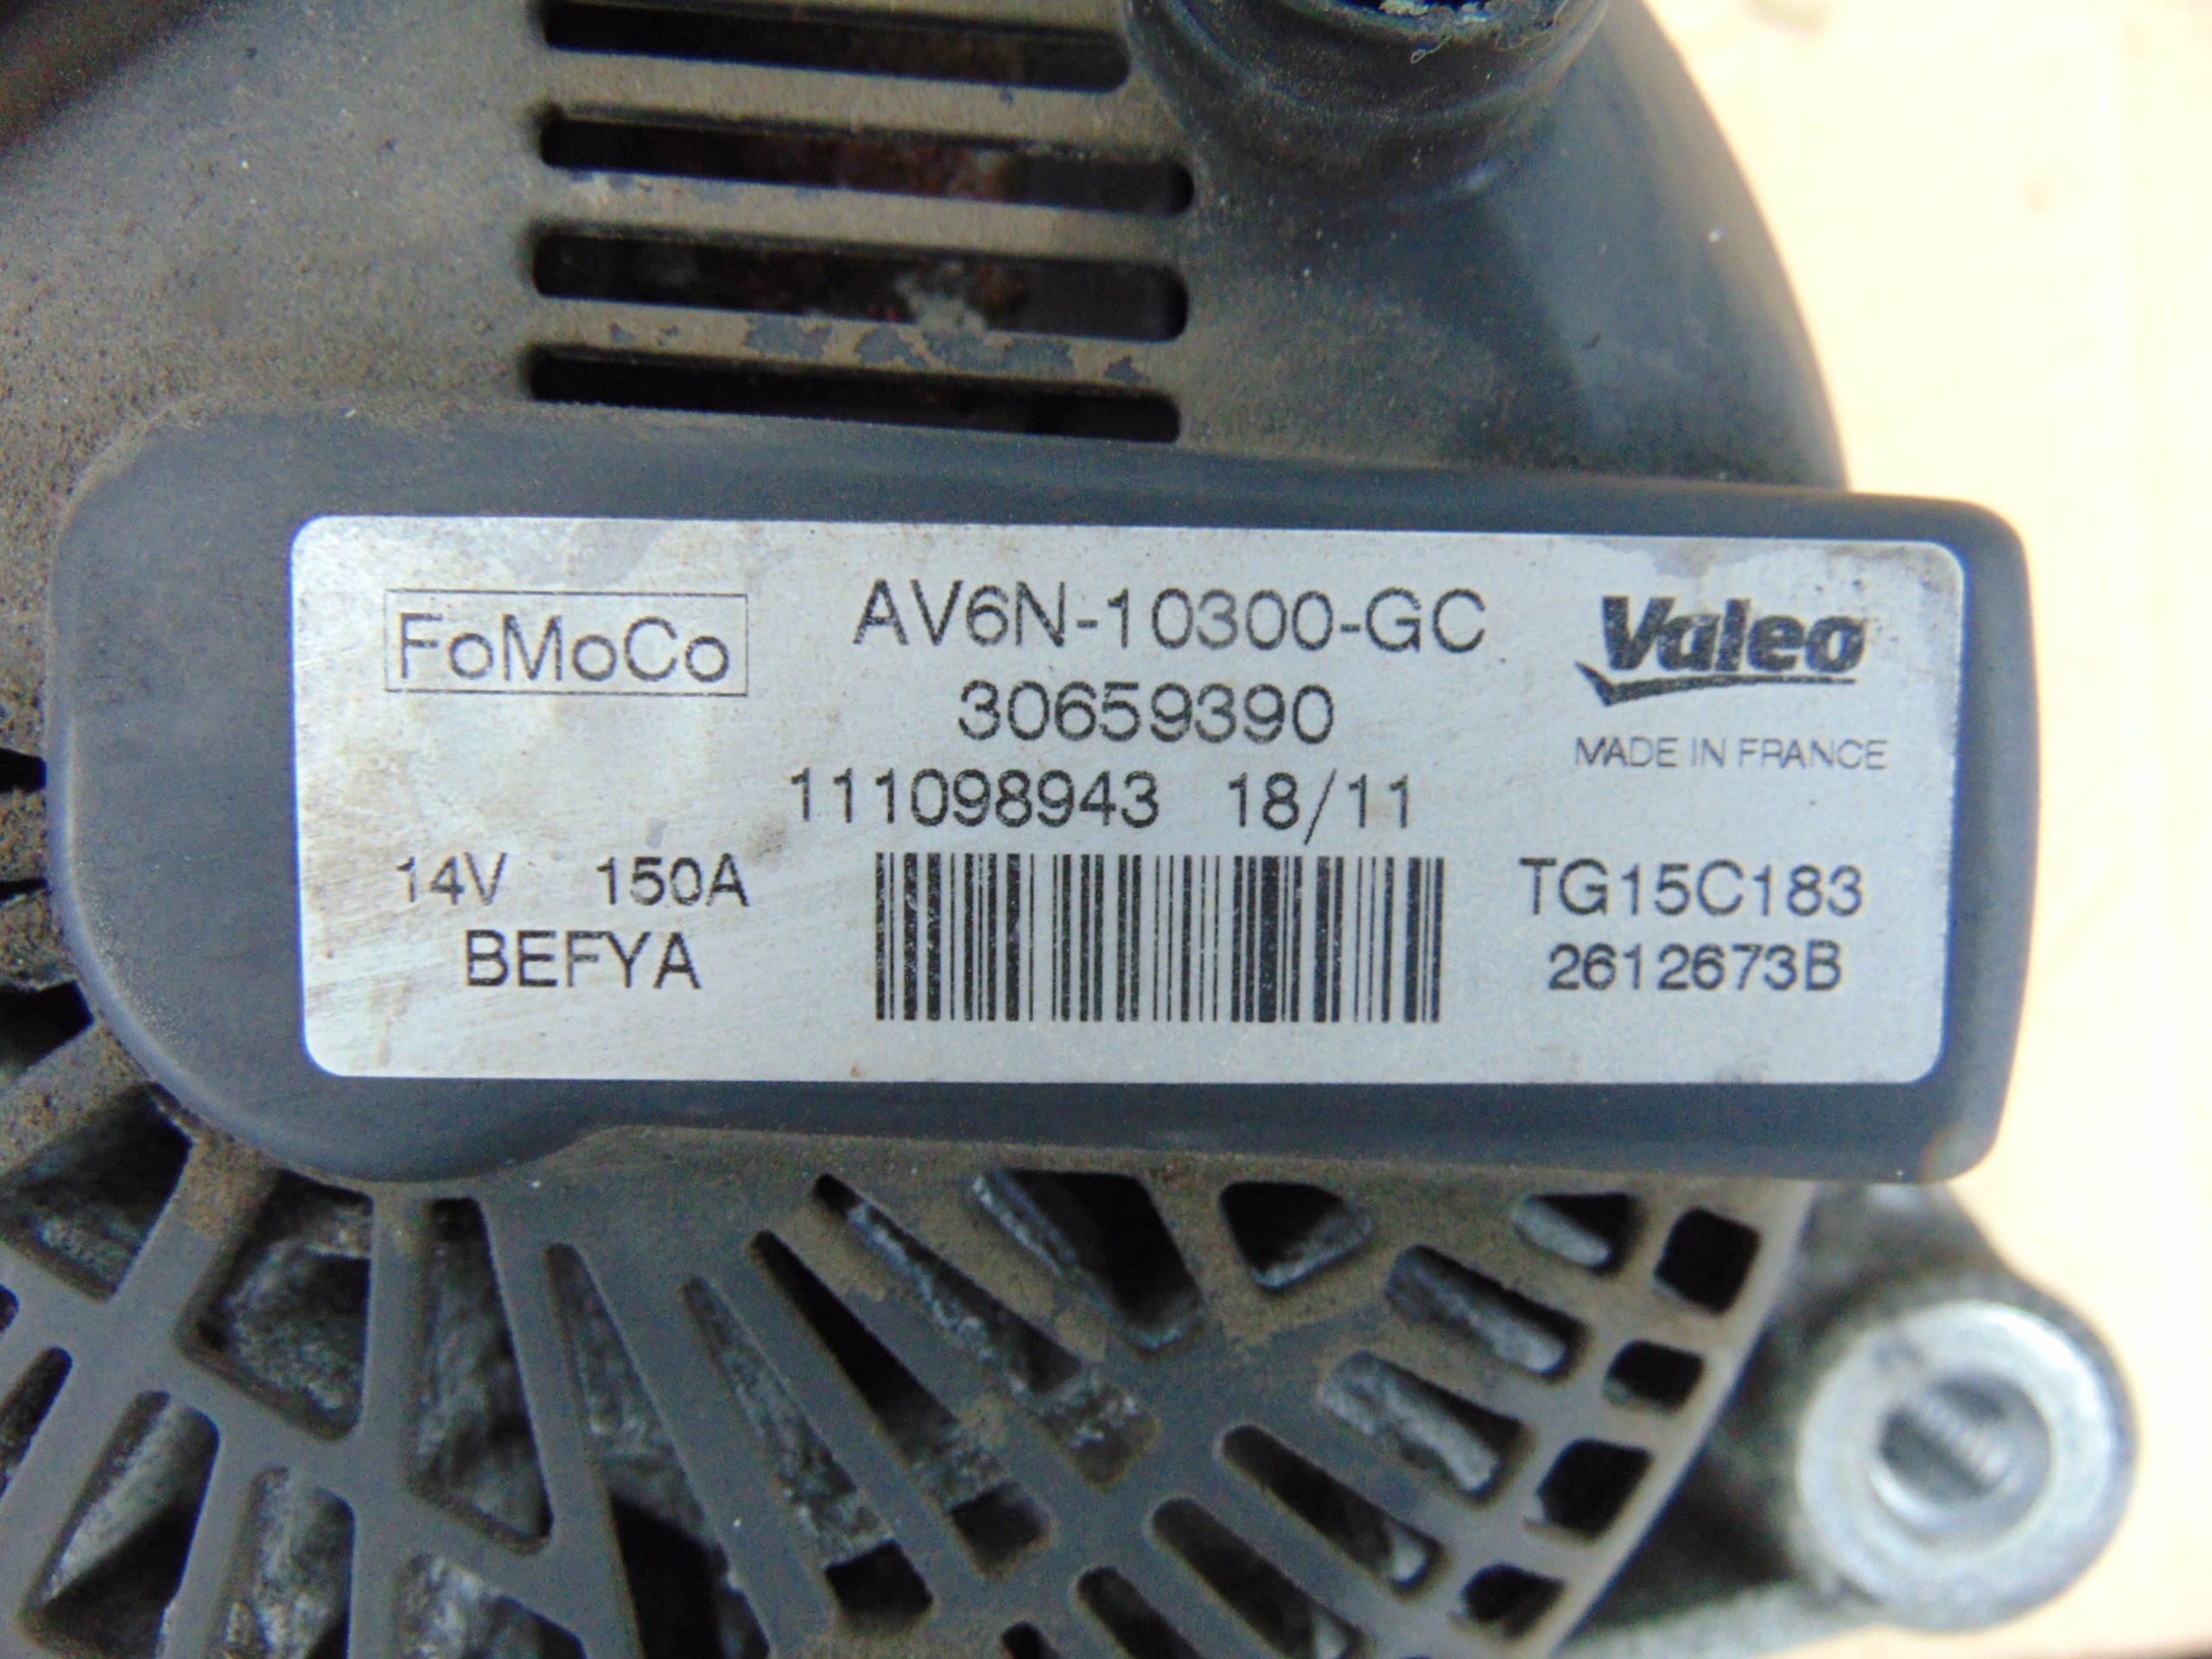 FoMoCo
AV6N-10300-GC
30659390
111098943 18/11
Valeo
MADE IN FRANCE
14V 150A
BEFYA
TG15C183
2612673B